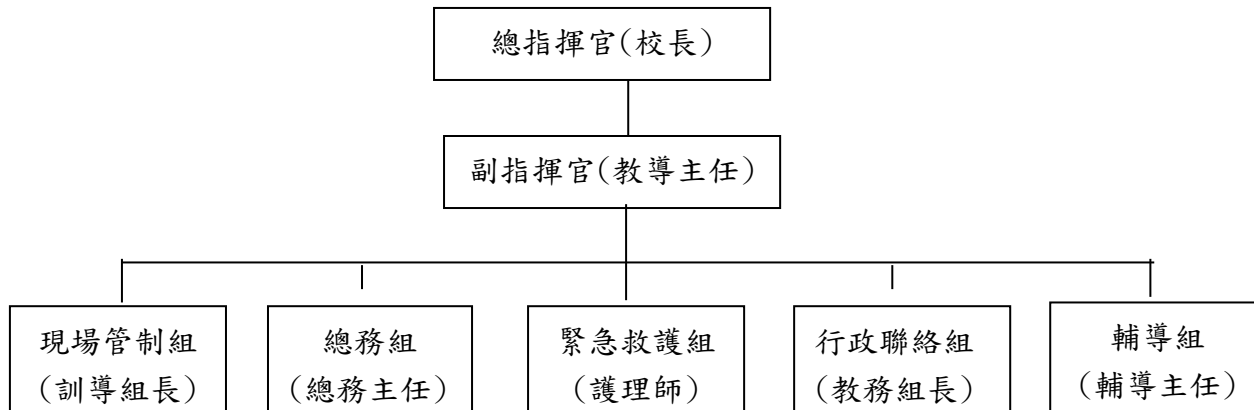 總指揮官(校長)
副指揮官(教導主任)
現場管制組
(訓導組長)
總務組
(總務主任)
緊急救護組
(護理師)
行政聯絡組
(教務組長)
輔導組
(輔導主任)